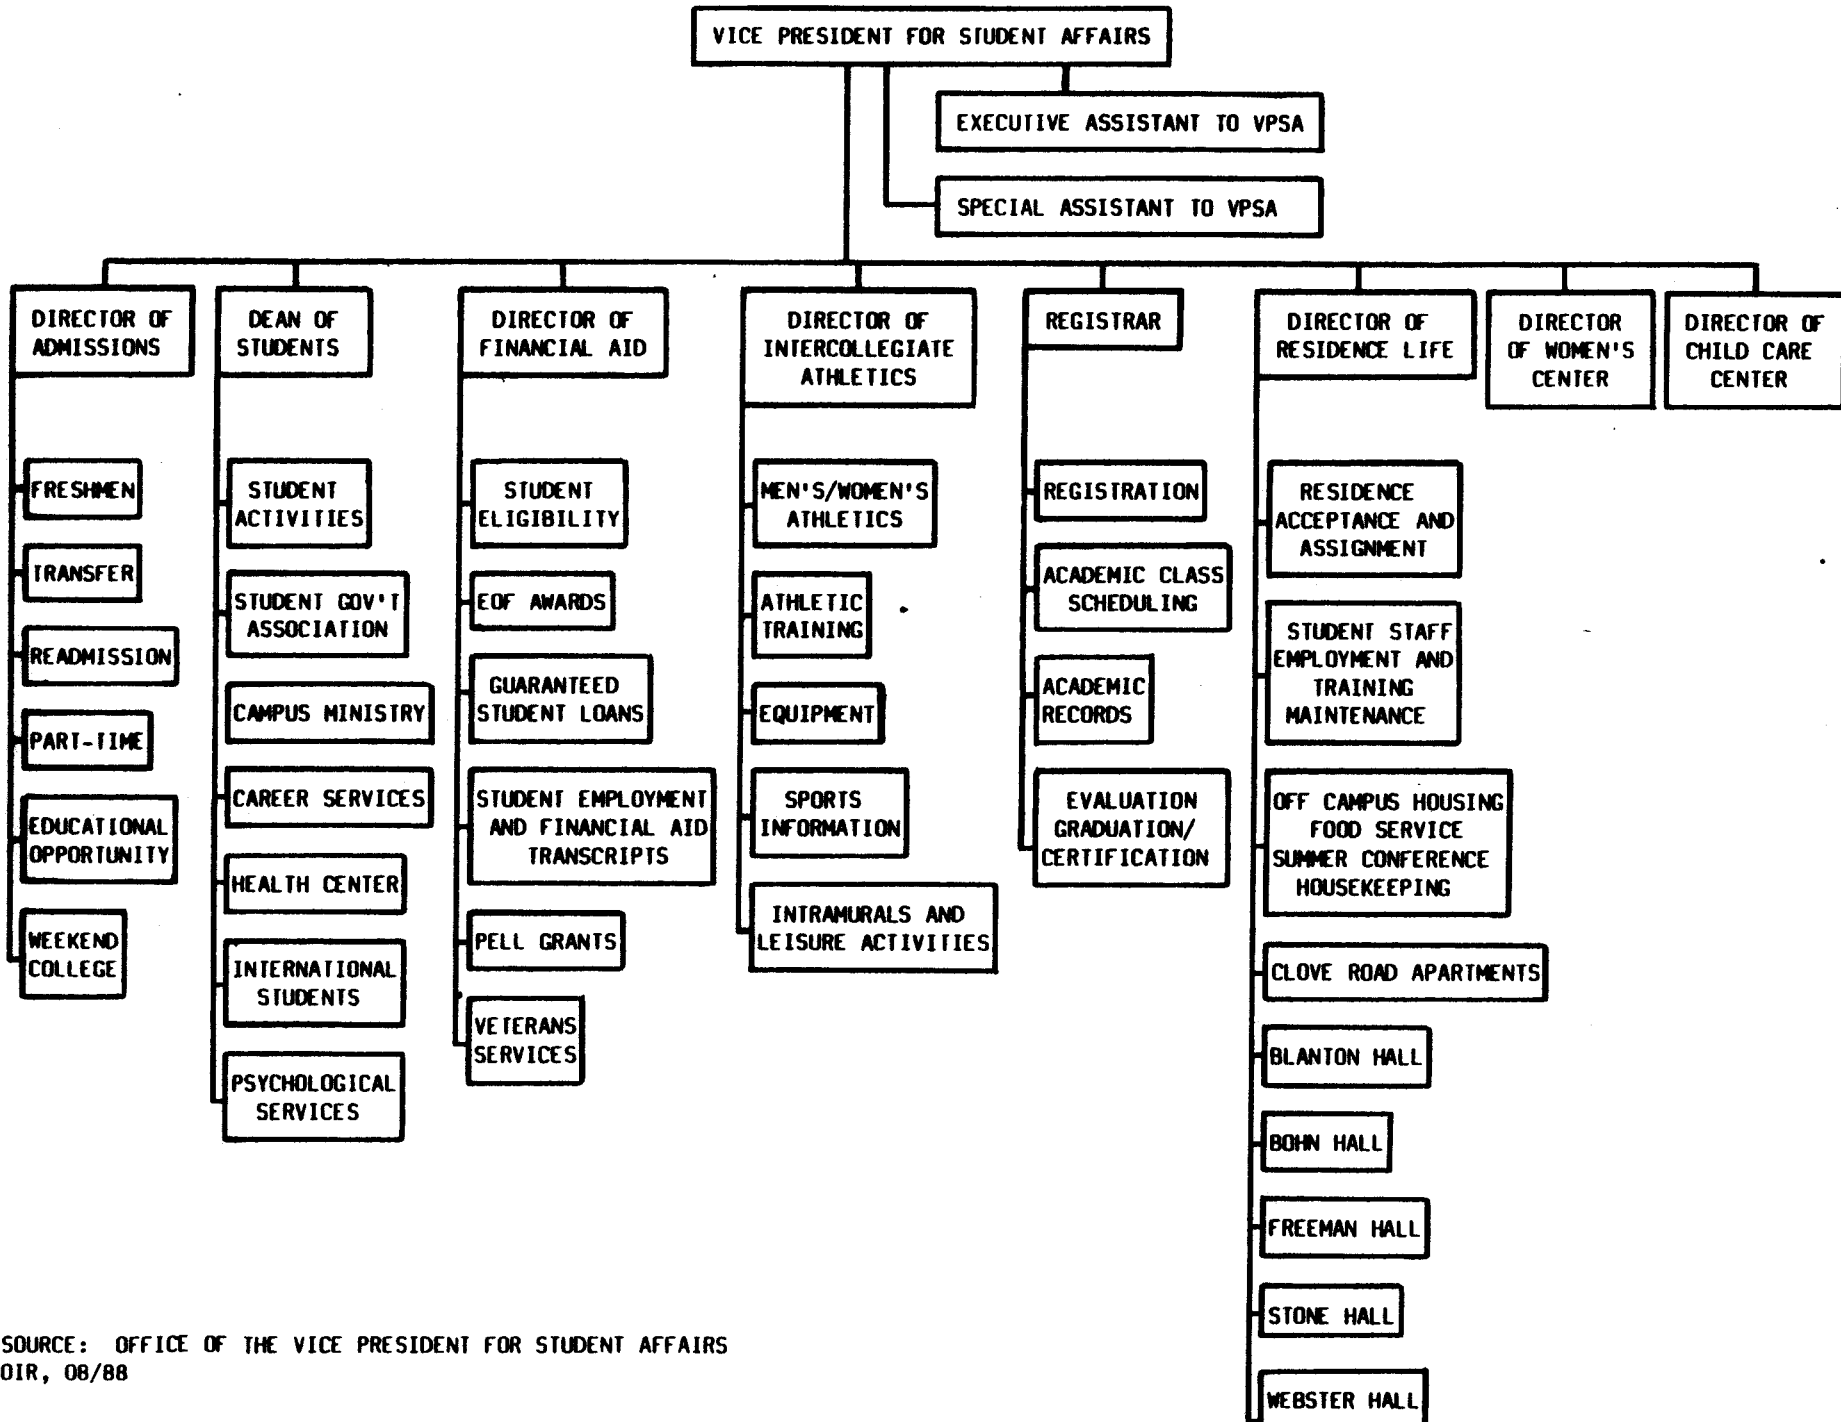 VICE PRESIDENT FOR STUDENT AFFAIRS
EXECUTIVE ASSISTANT TO VPSA
SPECIAL ASSISTANT TO VPSA
DIRECTOR OF
ADMISSIONS
FRESHMEN
TRANSFER
READMISSION
PART-TIME
EDUCATIONAL
OPPORTUNITY
WEEKEND
COLLEGE
DEAN OF
STUDENTS
STUDENT
ACTIVITIES
STUDENT GOV'T
ASSOCIATION
CAMPUS MINISTRY
CAREER SERVICES
HEALTH CENTER
INTERNATIONAL
STUDENTS
PSYCHOLOGICAL
SERVICES
DIRECTOR OF
FINANCIAL AID
STUDENT
ELIGIBILITY
EOF AWARDS
GUARANTEED
STUDENT LOANS
STUDENT EMPLOYMENT
AND FINANCIAL AID
TRANSCRIPTS
PELL GRANTS
VETERANS
SERVICES
DIRECTOR OF
INTERCOLLEGIATE
ATHLETICS
MEN'S/WOMEN'S
ATHLETICS
ATHLETIC
TRAINING
EQUIPMENT
SPORTS
INFORMATION
INTRAMURALS AND
LEISURE ACTIVITIES
REGISTRAR
REGISTRATION
ACADEMIC CLASS
SCHEDULING
ACADEMIC
RECORDS
EVALUATION
GRADUATION/
CERTIFICATION
DIRECTOR OF
RESIDENCE LIFE
RESIDENCE
ACCEPTANCE AND
ASSIGNMENT
STUDENT STAFF
EMPLOYMENT AND
TRAINING
MAINTENANCE
OFF CAMPUS HOUSING
FOOD SERVICE
SUMMER CONFERENCE
HOUSEKEEPING
CLOVE ROAD APARTMENTS
BLANTON HALL
BOHN HALL
FREEMAN HALL
STONE HALL
WEBSTER HALL
DIRECTOR
OF WOMEN'S
CENTER
DIRECTOR OF
CHILD CARE
CENTER
SOURCE: OFFICE OF THE VICE PRESIDENT FOR STUDENT AFFAIRS
OIR, 08/88